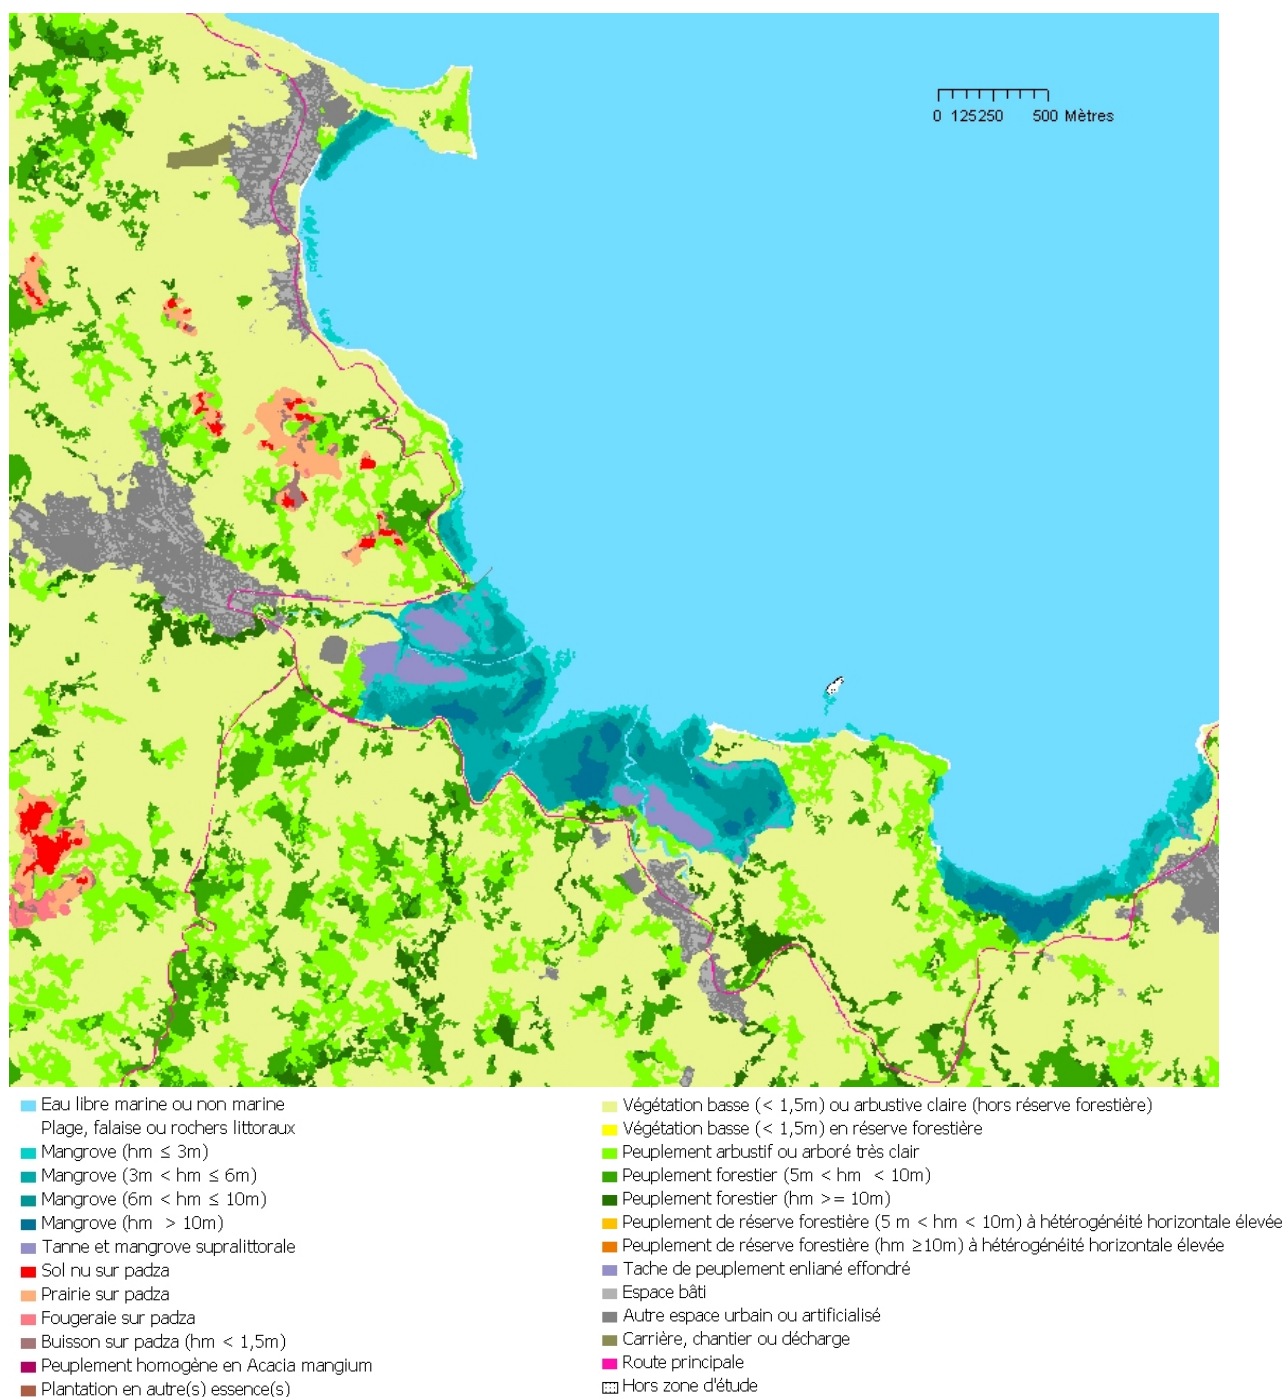 0 125250 500 Mètres
Eau libre marine ou non marine
Plage, falaise ou rochers littoraux
Mangrove (hm ≤ 3m)
Mangrove (3m < hm ≤ 6m)
Mangrove (6m < hm ≤ 10m)
Mangrove (hm > 10m)
Tanne et mangrove supralittorale
Sol nu sur padza
Prairie sur padza
Fougeraie sur padza
Buisson sur padza (hm < 1,5m)
Peuplement homogène en Acacia mangium
Plantation en autre(s) essence(s)
Végétation basse (< 1,5m) ou arbustive claire (hors réserve forestière)
Végétation basse (< 1,5m) en réserve forestière
Peuplement arbustif ou arboré très clair
Peuplement forestier (5m < hm < 10m)
Peuplement forestier (hm >= 10m)
Peuplement de réserve forestière (5 m < hm < 10m) à hétérogénéité horizontale élevée
Peuplement de réserve forestière (hm ≥10m) à hétérogénéité horizontale élevée
Tache de peuplement enliané effondré
Espace bâti
Autre espace urbain ou artificialisé
Carrière, chantier ou décharge
Route principale
Hors zone d'étude